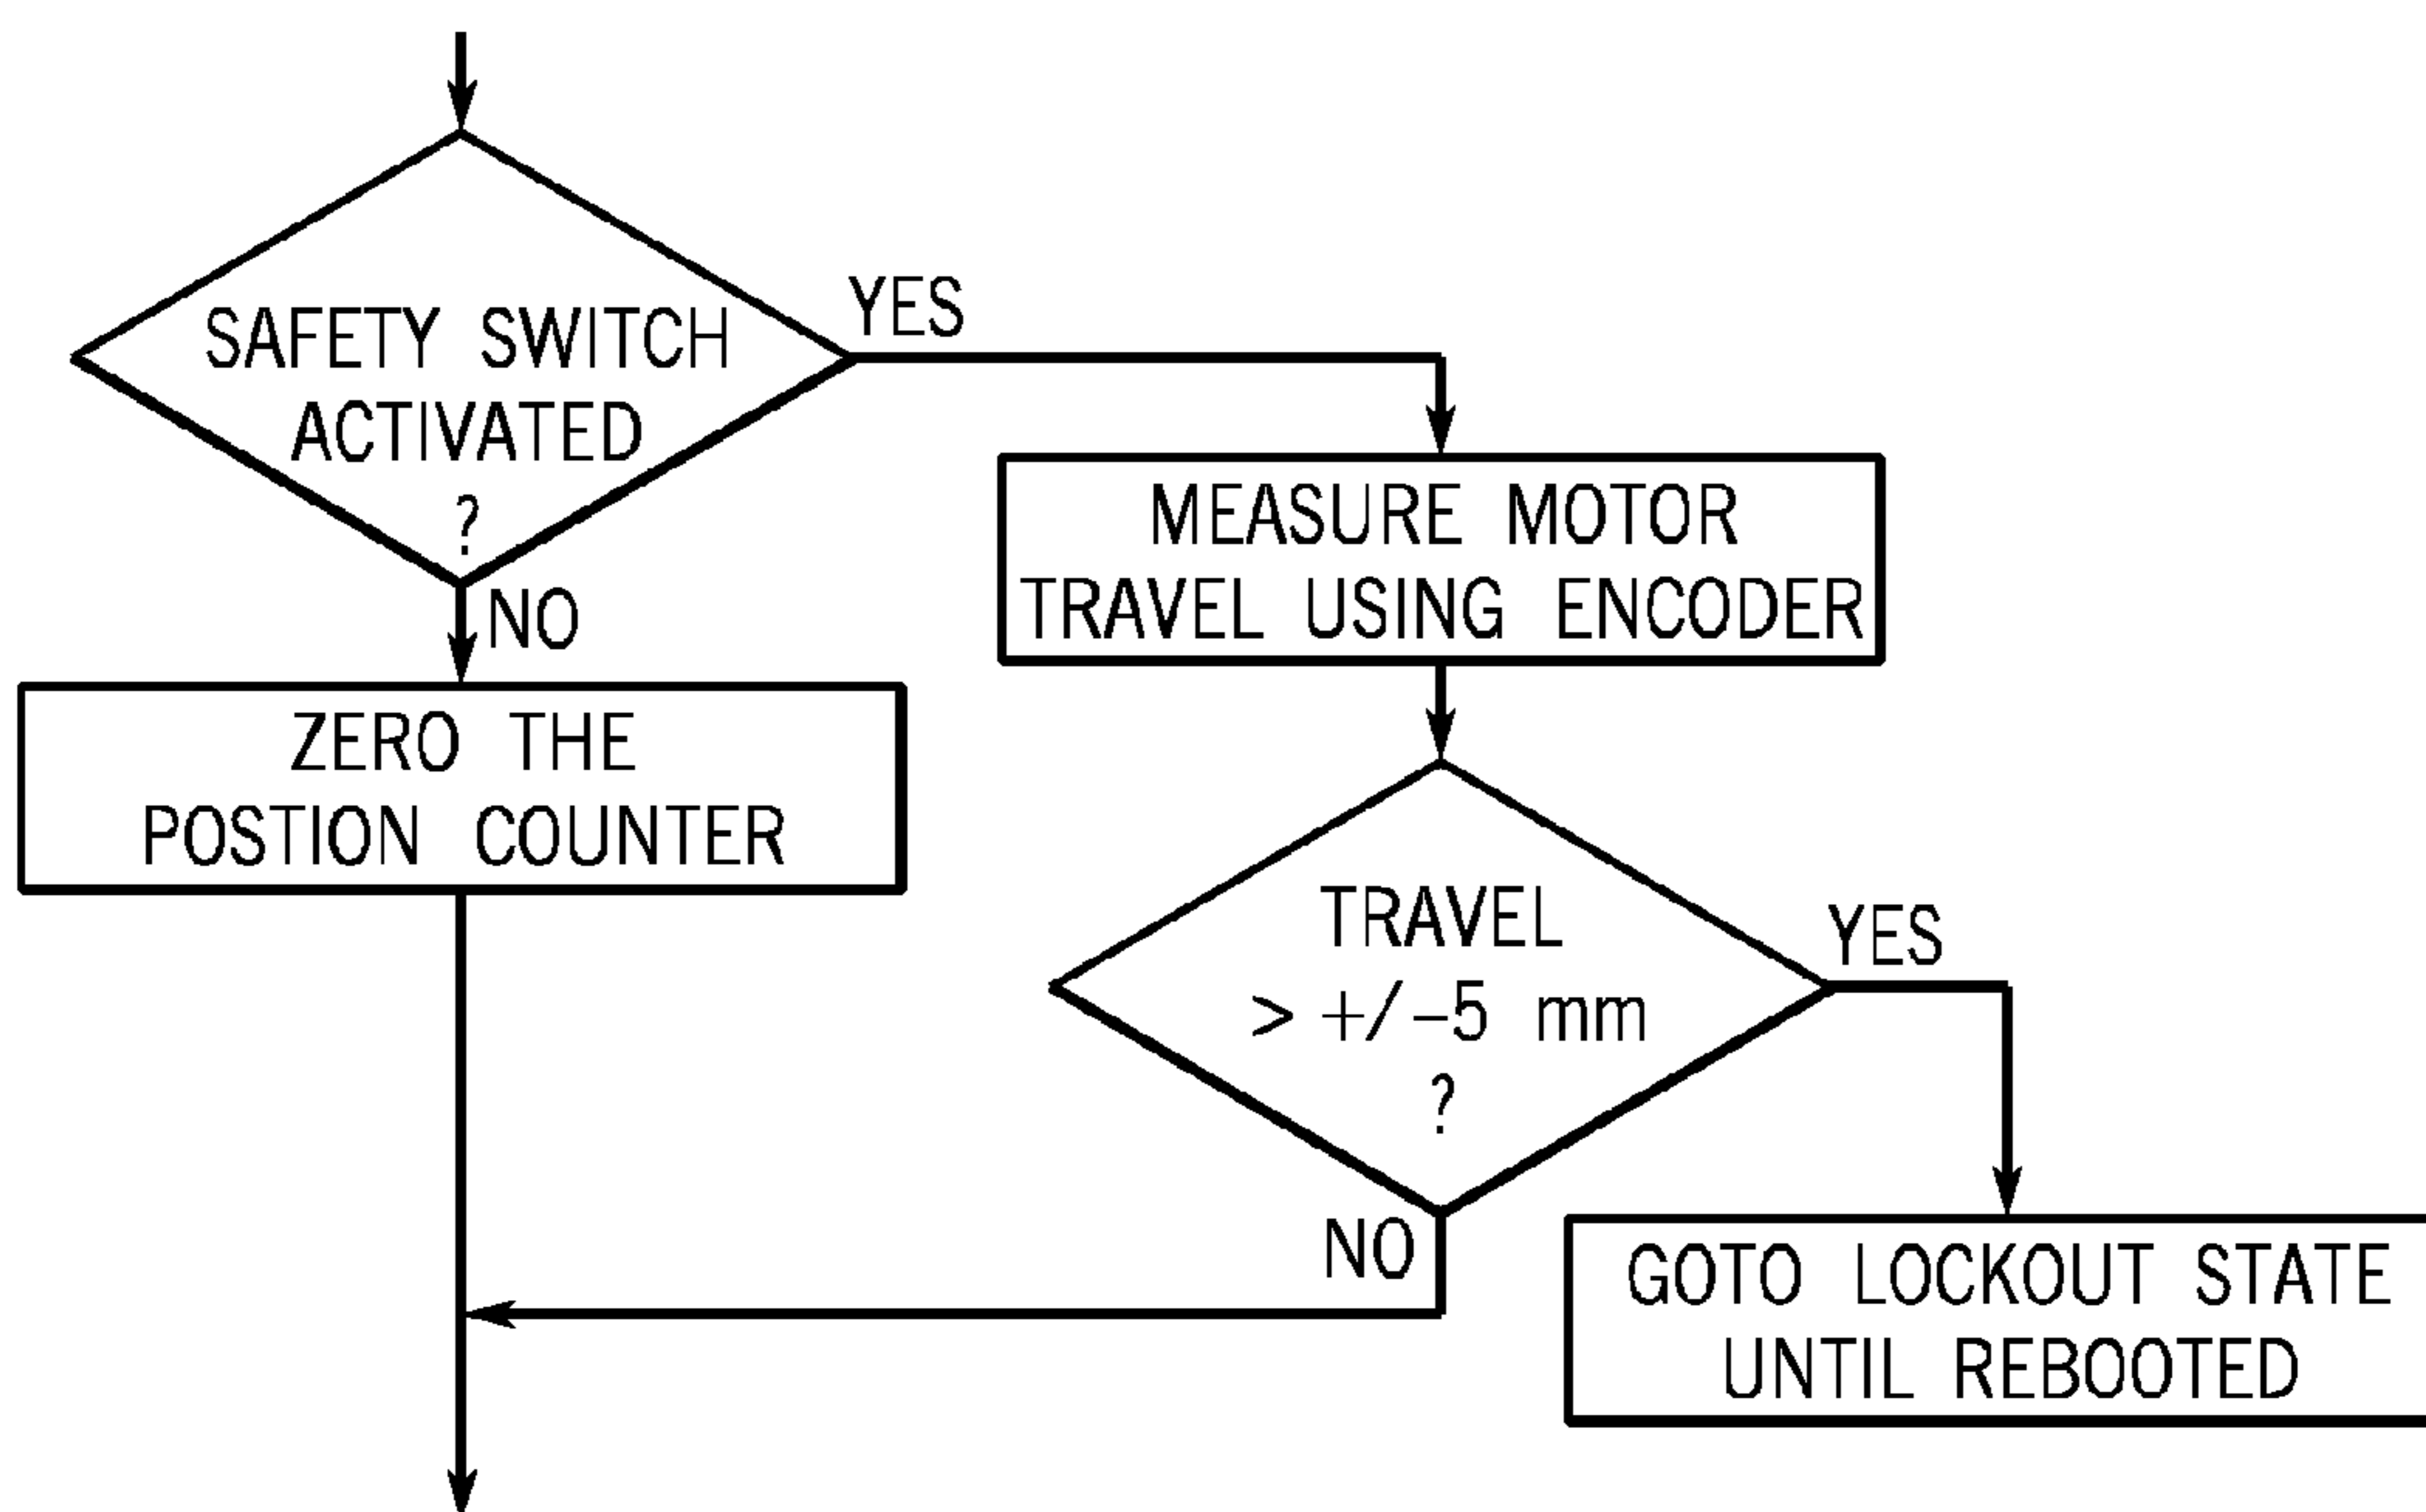 SAFETY SWITCH
ACTIVATED
?
YES
NO
MEASURE MOTOR
TRAVEL USING ENCODER
ZERO THE
POSTION COUNTER
TRAVEL
> +/-5 mm
?
YES
NO
GOTO LOCKOUT STATE
UNTIL REBOOTED